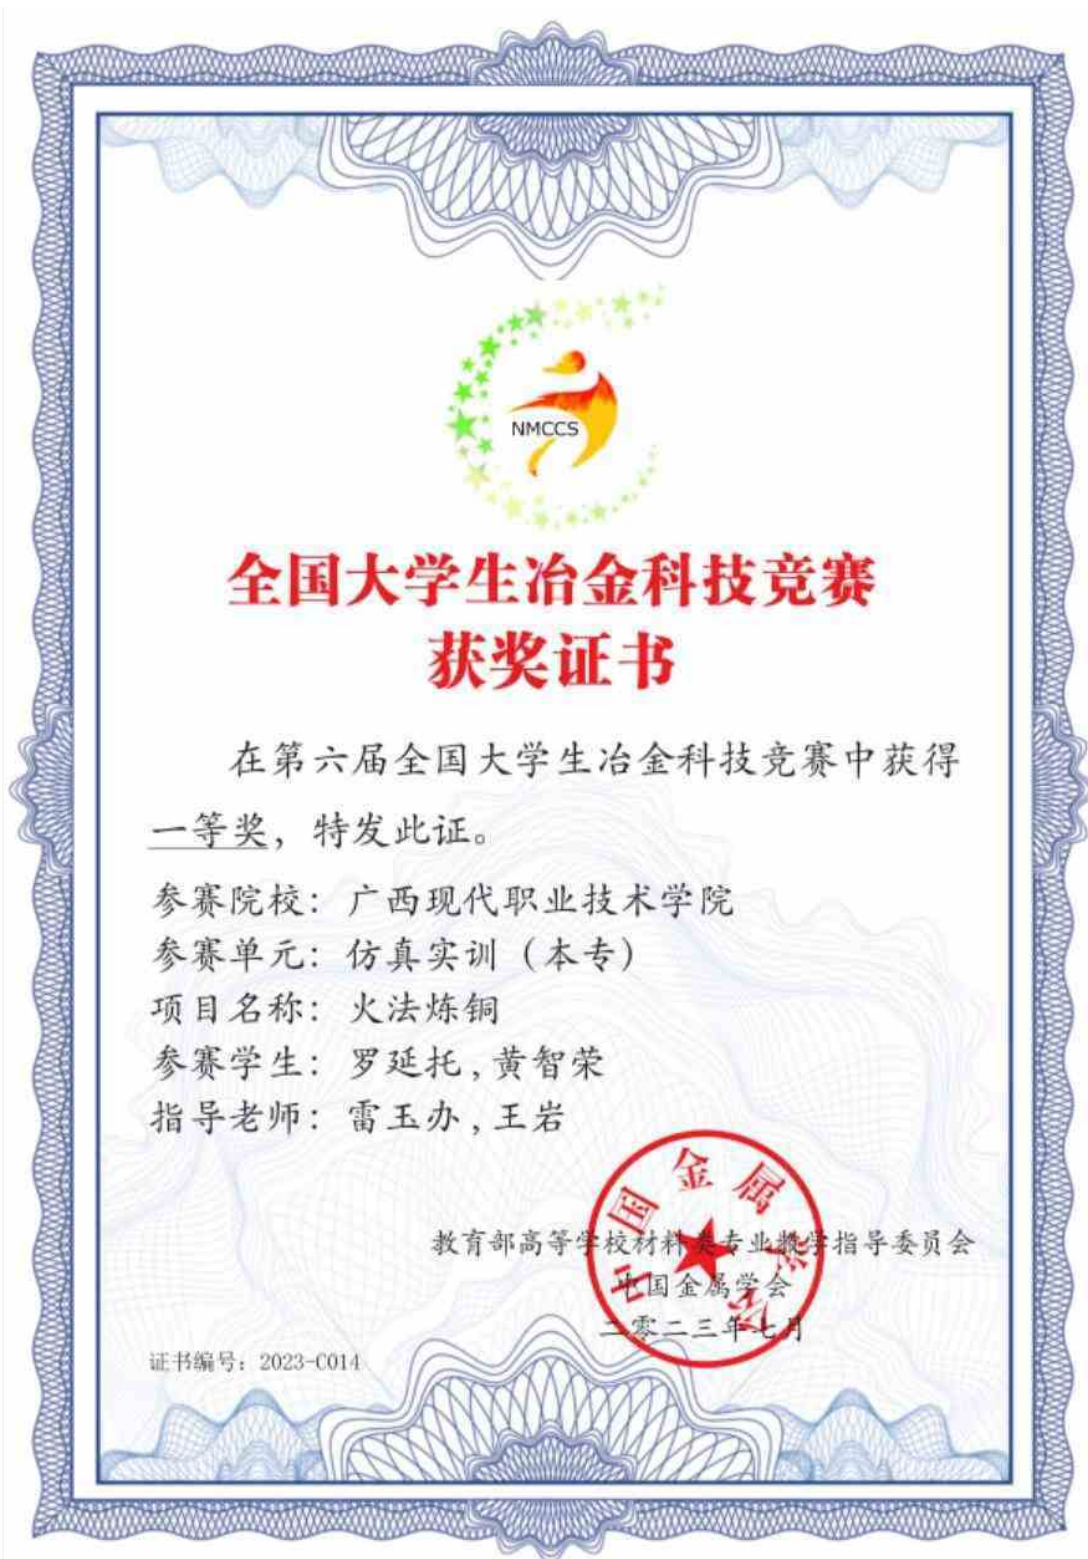 NMCCS
全国大学生冶金科技竞赛
获奖证书
在第六届全国大学生冶金科技竞赛中获得
一等奖，特发此证。
参赛院校：广西现代职业技术学院
参赛单元：仿真实训（本专）
项目名称：火法炼铜
参赛学生：罗延托,黄智荣
指导老师：雷玉办,王岩
中国金属学会
教育部高等学校材料类专业教学指导委员会
中国金属学会
二零二三年七月
证书编号：2023-C014